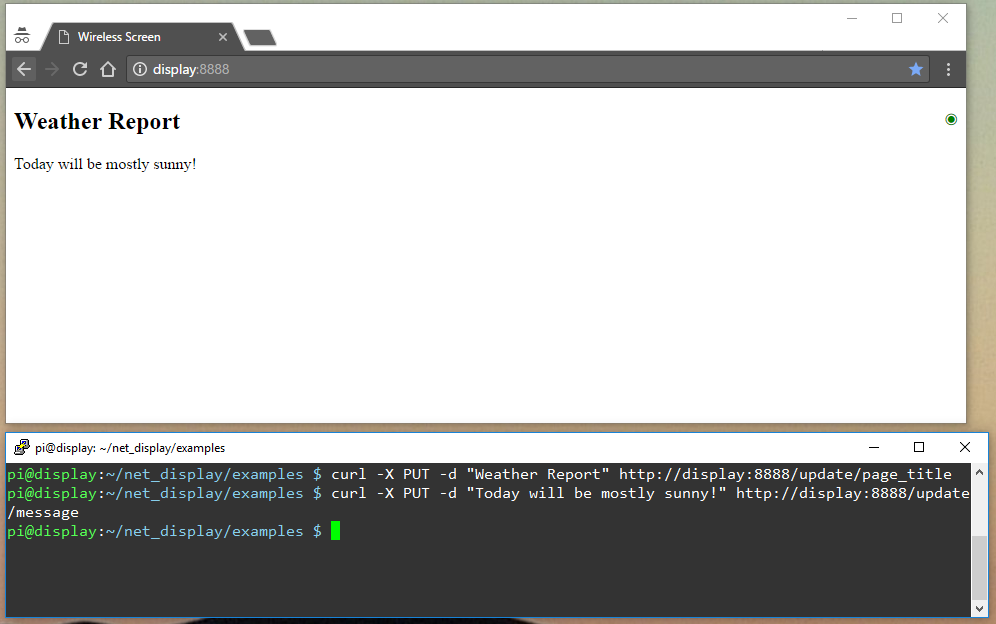 Wireless Screen
display:8888
Weather Report
Today will be mostly sunny!
pi@display: ~/net_display/examples
pi@display:~/net_display/examples $ curl -X PUT -d "Weather Report" http://display:8888/update/page_title
pi@display:~/net_display/examples $ curl -X PUT -d "Today will be mostly sunny!" http://display:8888/update
/message
pi@display:~/net_display/examples $